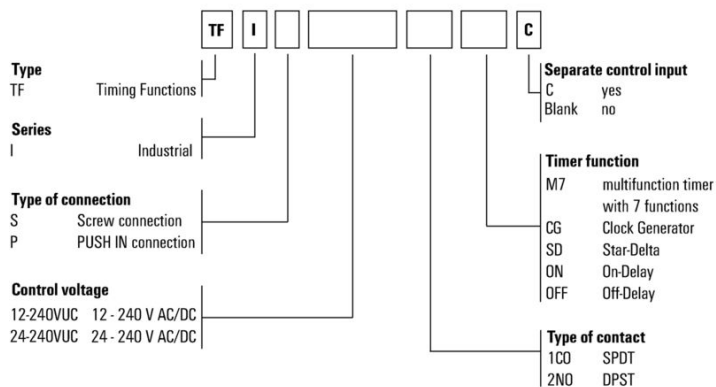 TF I C
Type
TF Timing Functions
Series
I Industrial
Type of connection
S Screw connection
P PUSH IN connection
Control voltage
12-240VUC 12 - 240 V AC/DC
24-240VUC 24 - 240 V AC/DC
Separate control input
C yes
Blank no
Timer function
M7 multifunction timer
with 7 functions
CG Clock Generator
SD Star-Delta
ON On-Delay
OFF Off-Delay
Type of contact
1CO SPDT
2NO DPST